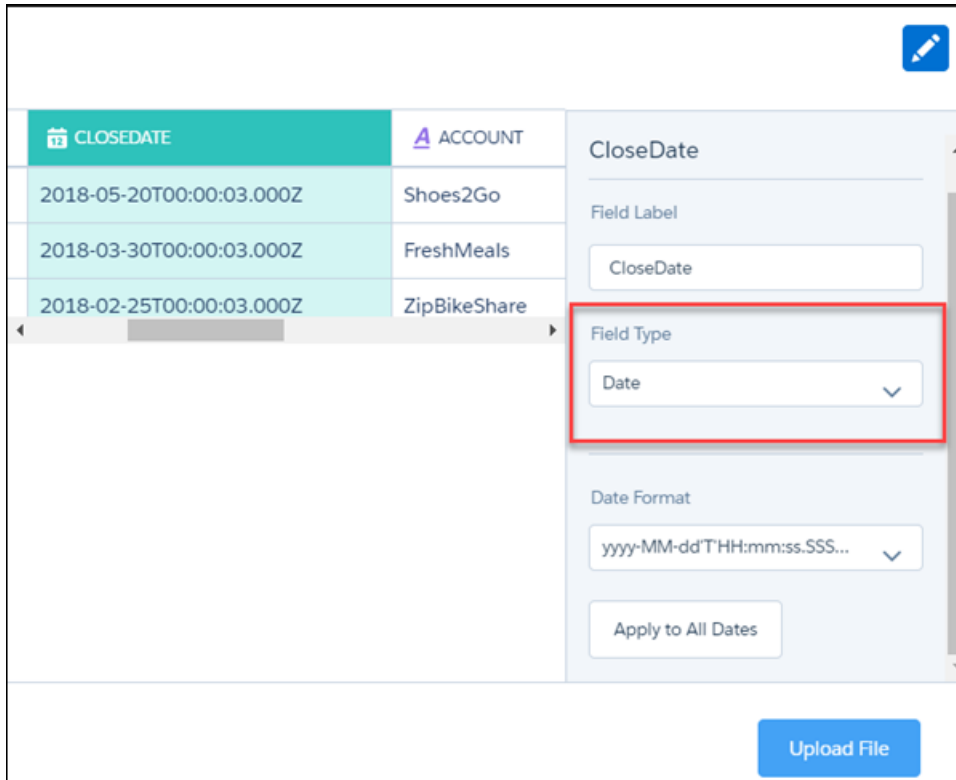 CLOSEDATE
A ACCOUNT
2018-05-20T00:00:03.000Z
Shoes2Go
2018-03-30T00:00:03.000Z
FreshMeals
2018-02-25T00:00:03.000Z
ZipBikeShare
CloseDate
Field Label
CloseDate
Field Type
Date
Date Format
yyyy-MM-dd'T'HH:mm:ss.SSS...
Apply to All Dates
Upload File